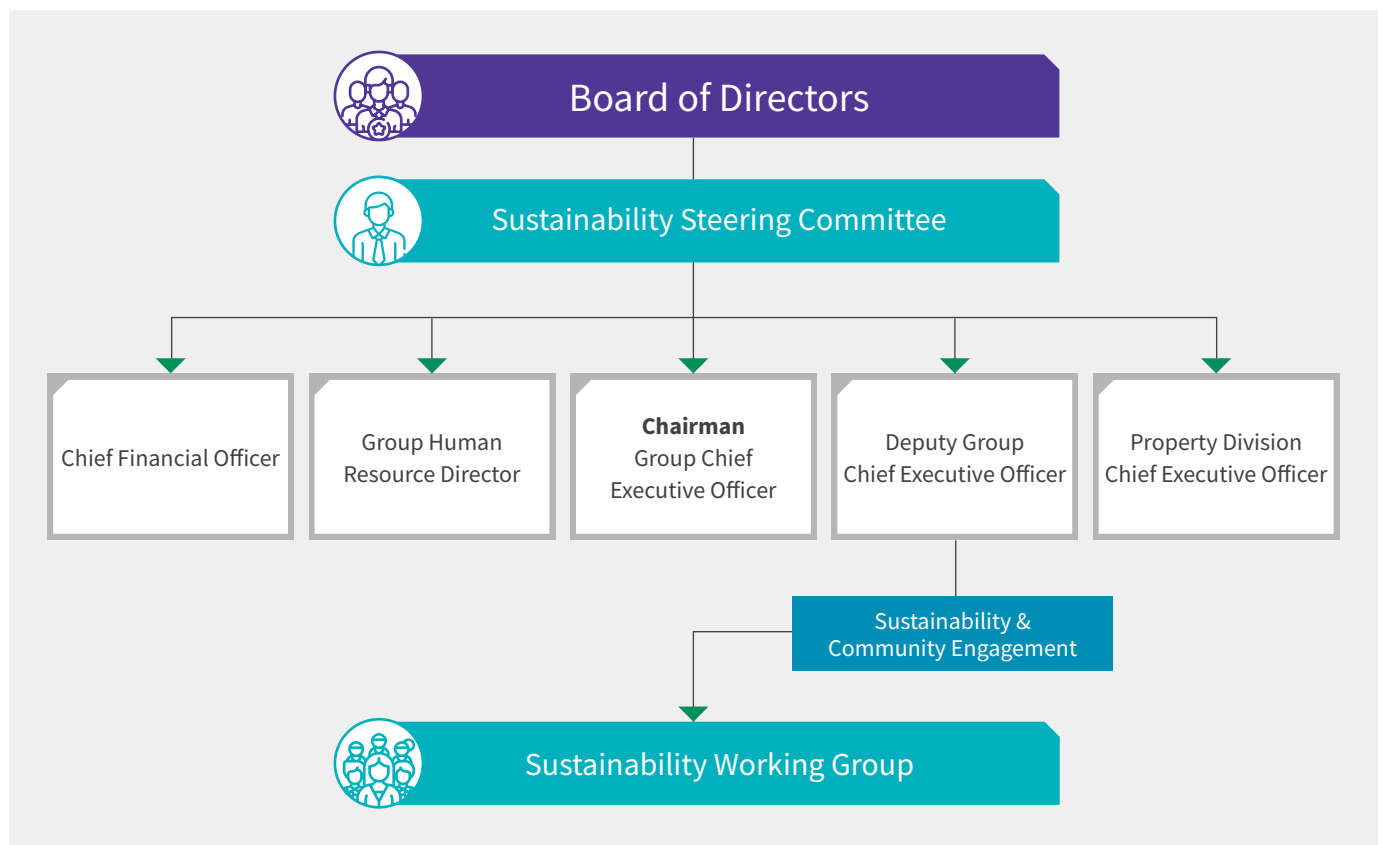 Board of Directors
Sustainability Steering Committee
Chief Financial Officer
Group Human
Resource Director
Chairman
Group Chief
Executive Officer
Deputy Group
Chief Executive Officer
Property Division
Chief Executive Officer
Sustainability &
Community Engagement
Sustainability Working Group